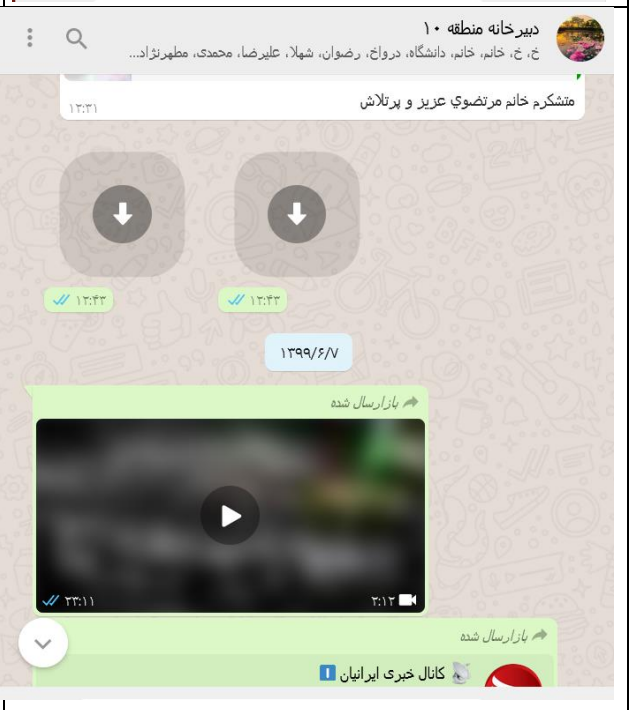 دبیرخانه منطقه ۱۰
خ، خ، خانم، خانم، دانشگاه، درواخ، رضوان، شهلا، علیرضا، محمدی، مطهرنژاد...
متشکرم خانم مرتضوي عزیز و پرتلاش
۱۲:۳۱
۱۲:۴۳
۱۲:۴۳
۱۳۹۹/۶/۷
بازارسال شده
۲:۱۲
۲۳:۱۱
بازارسال شده
کانال خبری ایرانیان